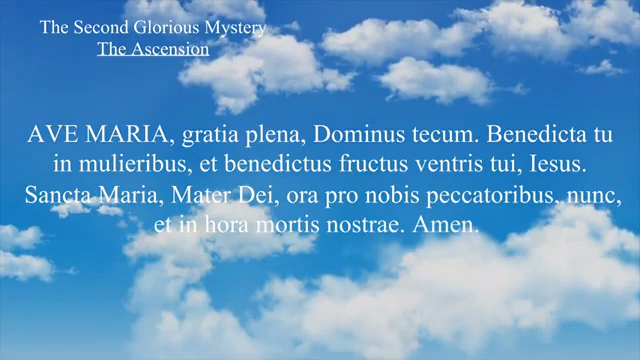 The Second Glorious Mystery
The Ascension
AVE MARIA, gratia plena, Dominus tecum. Benedicta tu
in mulieribus, et benedictus fructus ventris tui, Iesus.
Sancta Maria, Mater Dei, ora pro nobis peccatoribus, nunc,
et in hora mortis nostrae. Amen.